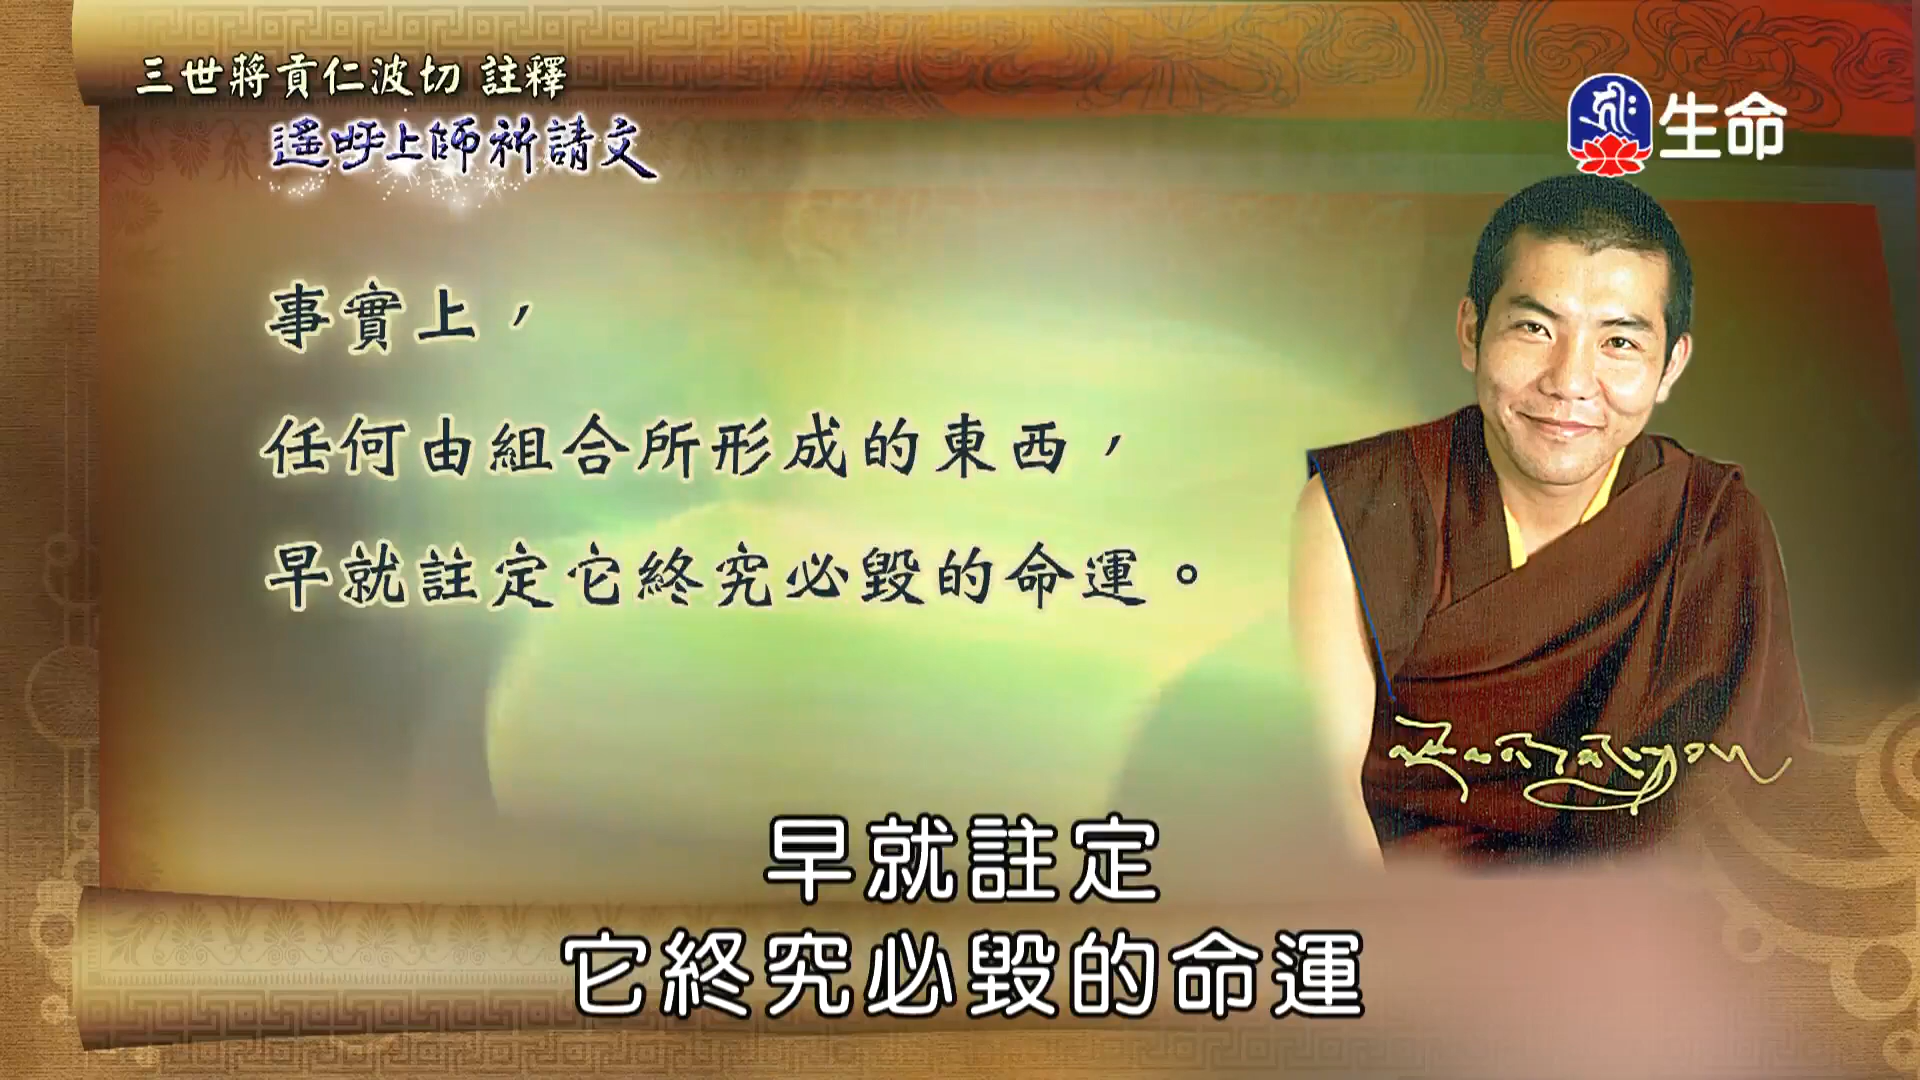 三世蔣貢仁波切 註釋
遙呼上師祈請文
生命
事實上，
任何由組合所形成的東西，
早就註定它終究必毀的命運。
早就註定
它終究必毀的命運